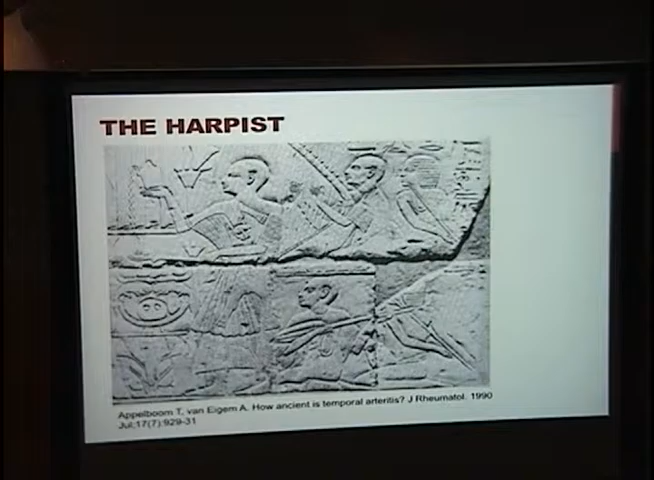 THE HARPIST
Appelboom T, van Eigem A. How ancient is temporal arteritis? J Rheumatol. 1990
Jul;17(7):929-31